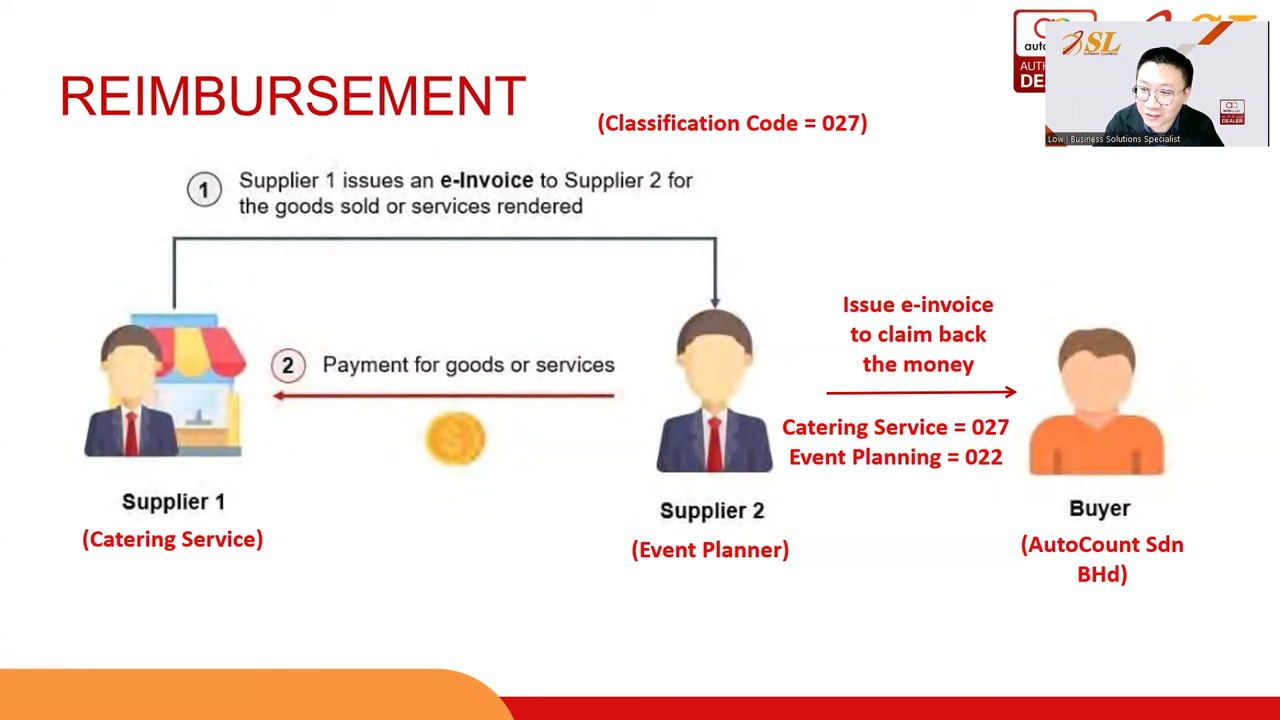 REIMBURSEMENT
(Classification Code = 027)
SL
Low | Business Solutions Specialist
DEALER
1
Supplier 1 issues an e-Invoice to Supplier 2 for
the goods sold or services rendered
2
Payment for goods or services
Issue e-invoice
to claim back
the money
Catering Service = 027
Event Planning = 022
Supplier 1
(Catering Service)
Supplier 2
(Event Planner)
Buyer
(AutoCount Sdn
BHd)